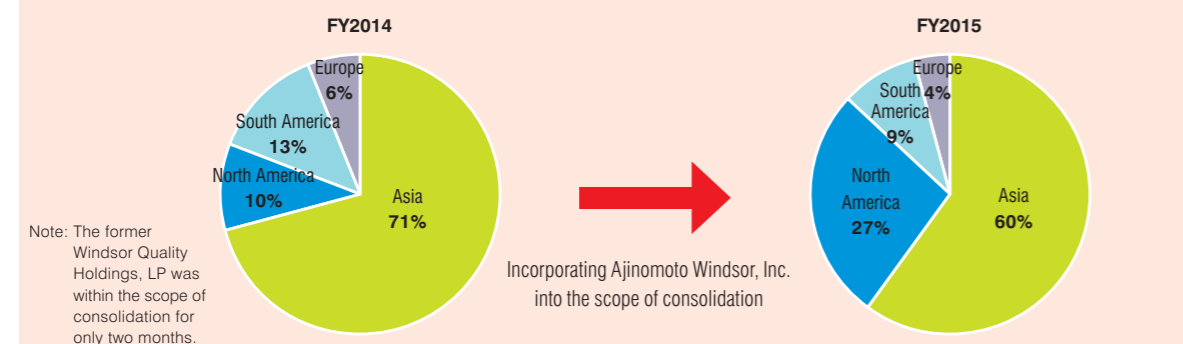 FY2014
Europe
6%
South America
13%
North America
10%
Asia
71%
Note: The former
Windsor Quality
Holdings, LP was
within the scope of
consolidation for
only two months.
Incorporating Ajinomoto Windsor, Inc.
into the scope of consolidation
FY2015
Europe
4%
South
America
9%
North
America
27%
Asia
60%